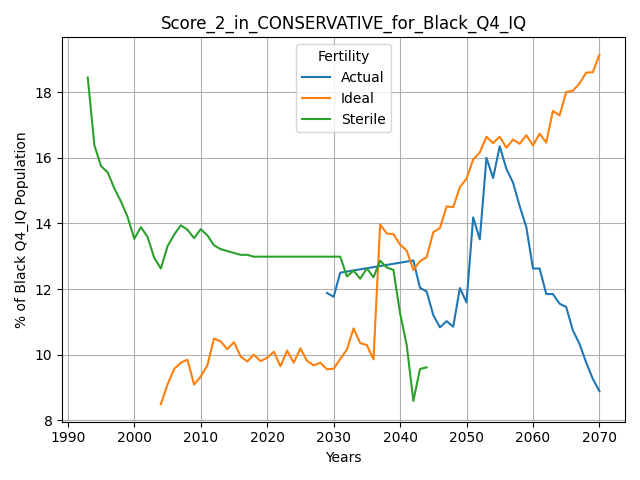 Score_2_in_CONSERVATIVE_for_Black_Q4_IQ
Fertility
Actual
Ideal
Sterile
% of Black Q4_IQ Population
18
16
14
12
10
8
1990 2000 2010 2020 2030 2040 2050 2060 2070
Years